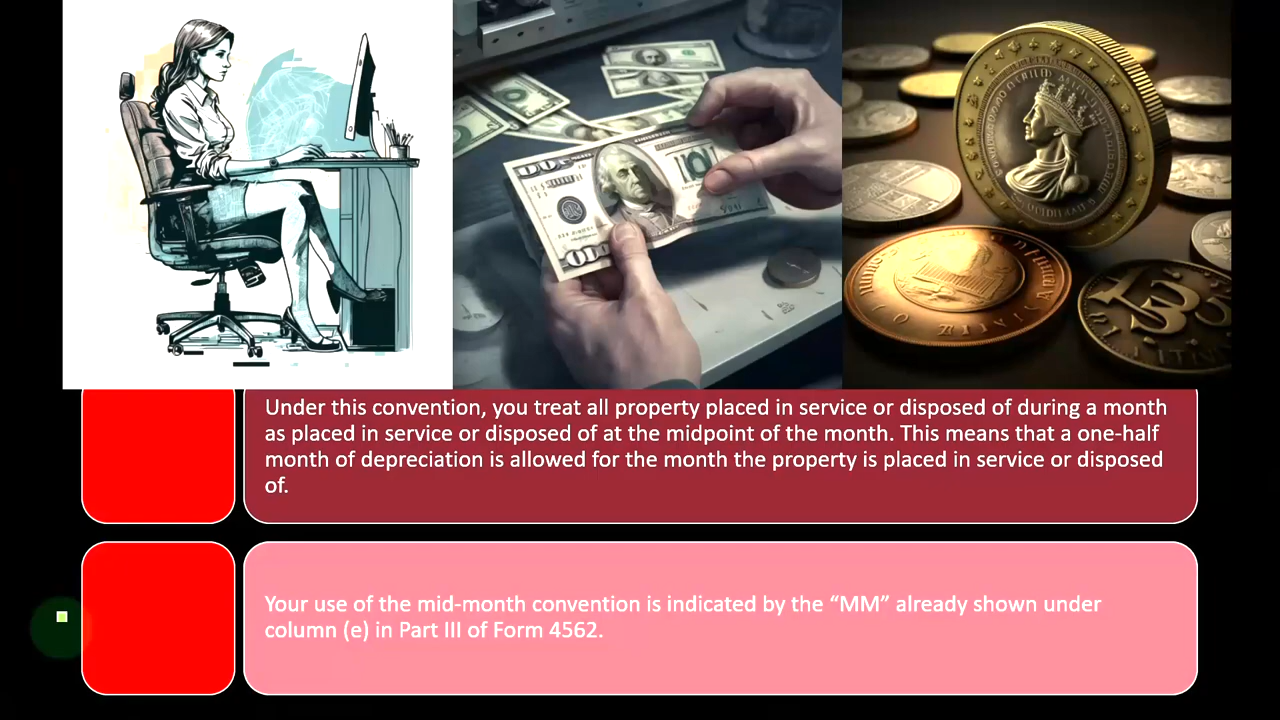 Under this convention, you treat all property placed in service or disposed of during a month
as placed in service or disposed of at the midpoint of the month. This means that a one-half
month of depreciation is allowed for the month the property is placed in service or disposed
of.
Your use of the mid-month convention is indicated by the “MM” already shown under
column (e) in Part III of Form 4562.